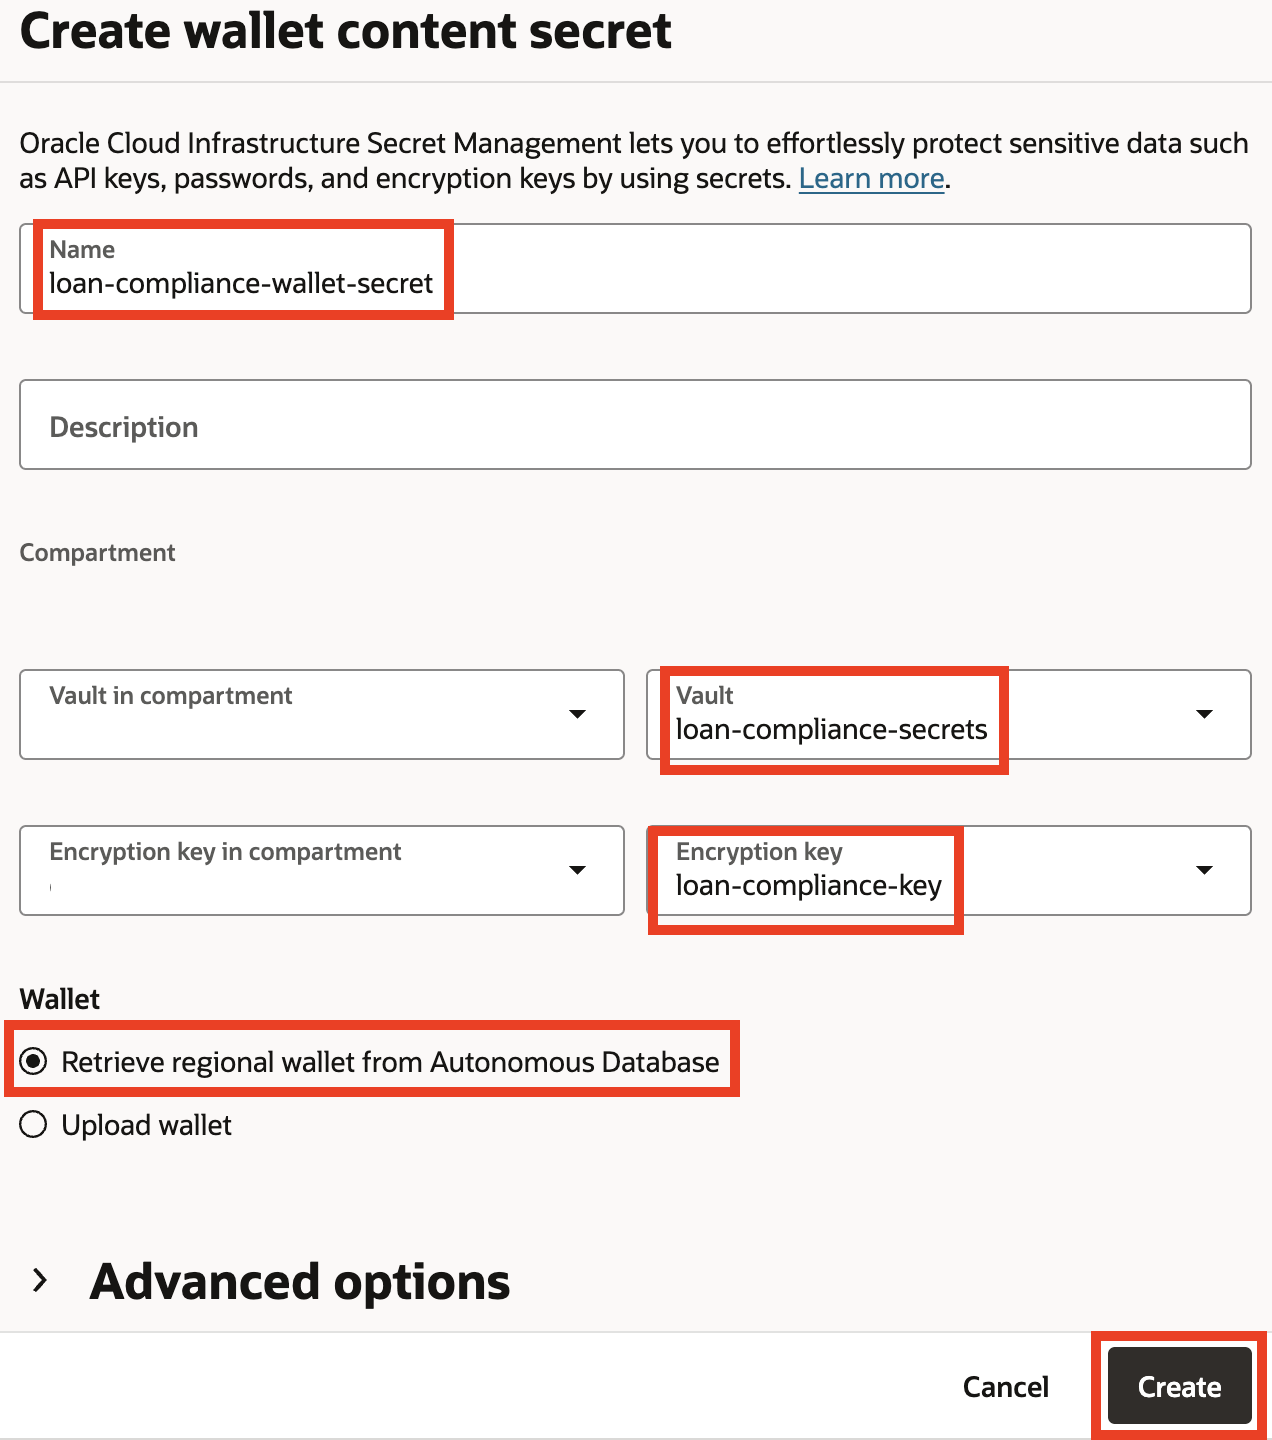 Create wallet content secret
Oracle Cloud Infrastructure Secret Management lets you to effortlessly protect sensitive data such
as API keys, passwords, and encryption keys by using secrets. Learn more.
Name
loan-compliance-wallet-secret
Description
Compartment
Vault in compartment
Vault
loan-compliance-secrets
Encryption key in compartment
Encryption key
loan-compliance-key
Wallet
Retrieve regional wallet from Autonomous Database
Upload wallet
Advanced options
Cancel
Create